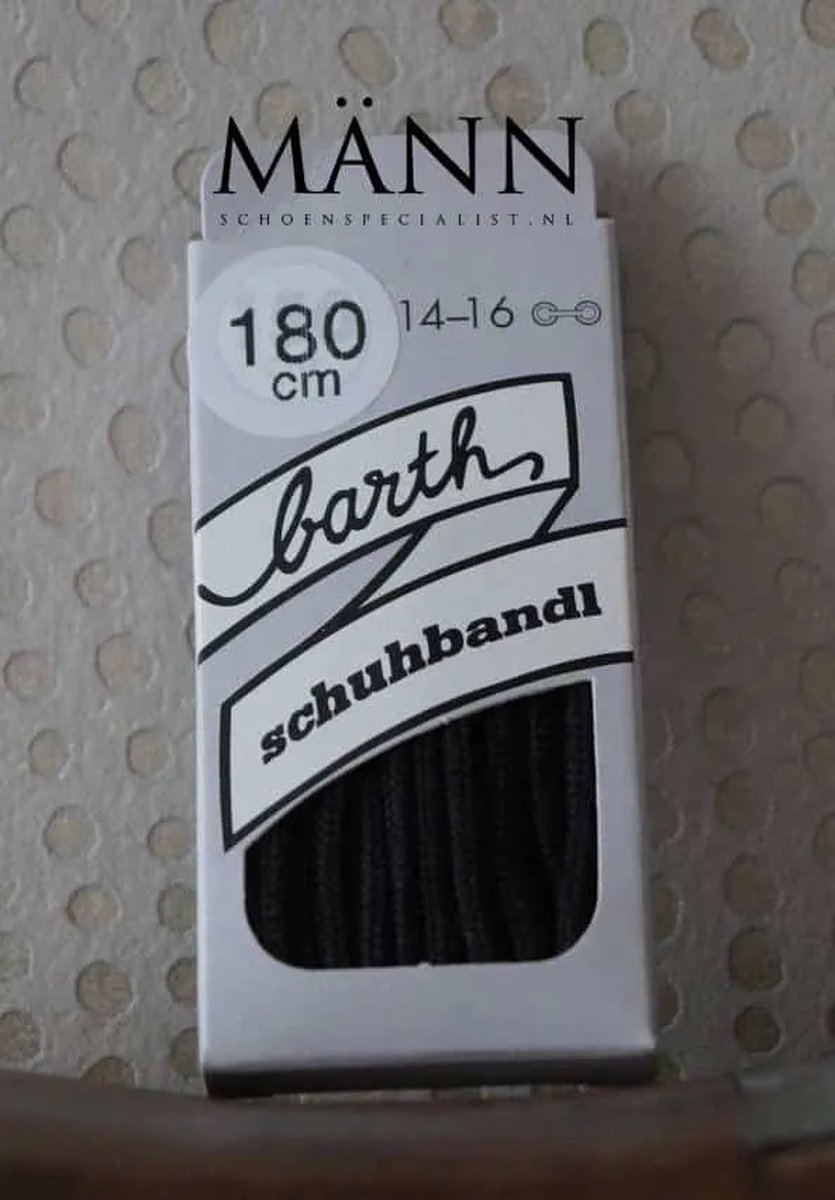 MÄNN
SCHOENSPECIALIST.NL
180 14–16
cm
barth
schuhbandl